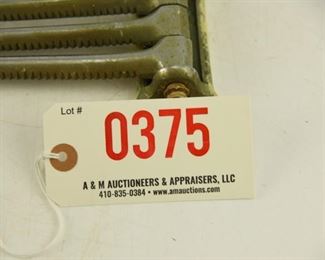 Lot #
0375
A & M AUCTIONEERS & APPRAISERS, LLC
410-835-0384 • www.amauctions.com